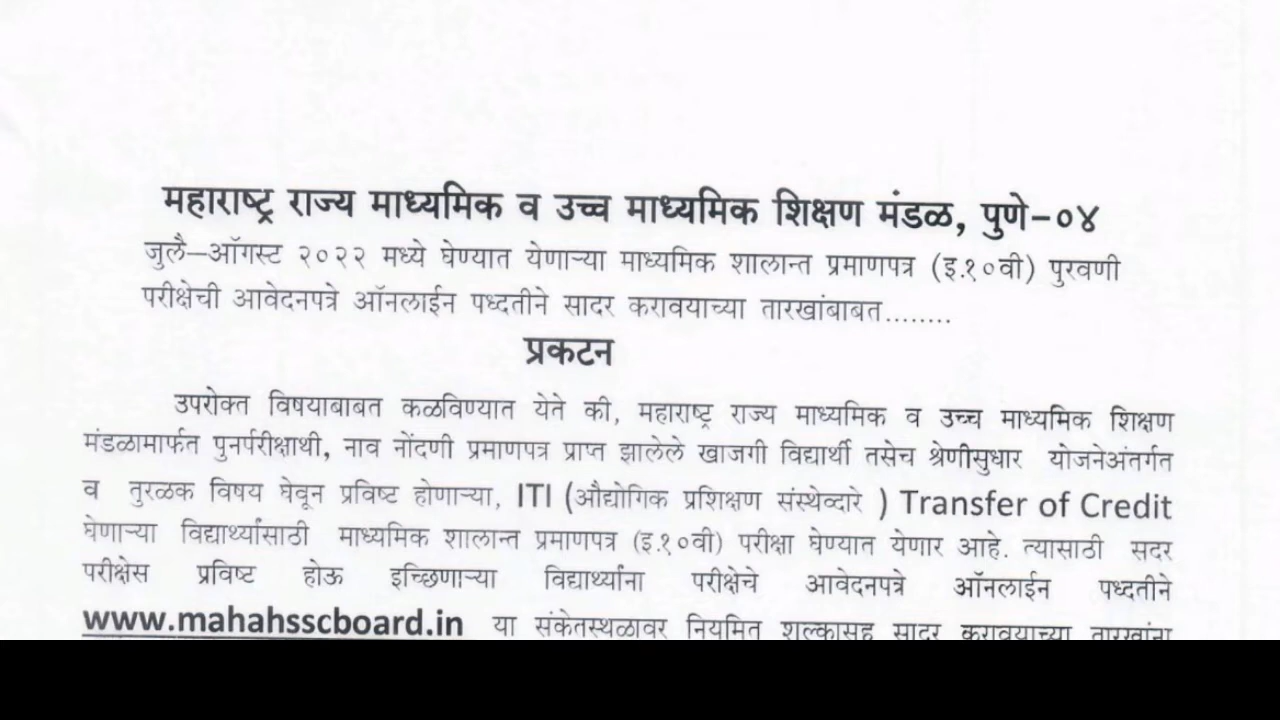 महाराष्ट्र राज्य माध्यमिक व उच्च माध्यमिक शिक्षण मंडळ, पुणे-०४
जुलै-ऑगस्ट २०२२ मध्ये घेण्यात येणाऱ्या माध्यमिक शालान्त प्रमाणपत्र (इ.१०वी) पुरवणी
परीक्षेची आवेदनपत्रे ऑनलाईन पध्दतीने सादर करावयाच्या तारखांबाबत........
प्रकटन
उपरोक्त विषयाबाबत कळविण्यात येते की, महाराष्ट्र राज्य माध्यमिक व उच्च माध्यमिक शिक्षण
मंडळामार्फत पुनर्परीक्षार्थी, नाव नोंदणी प्रमाणपत्र प्राप्त झालेले खाजगी विद्यार्थी तसेच श्रेणीसुधार योजनेअंतर्गत
व तुरळक विषय घेवून प्रविष्ट होणाऱ्या, ITI (औद्योगिक प्रशिक्षण संस्थेव्दारे ) Transfer of Credit
घेणाऱ्या विद्यार्थ्यांसाठी माध्यमिक शालान्त प्रमाणपत्र (इ.१०वी) परीक्षा घेण्यात येणार आहे. त्यासाठी सदर
परीक्षेस प्रविष्ट होऊ इच्छिणाऱ्या विद्यार्थ्यांना परीक्षेचे आवेदनपत्रे ऑनलाईन पध्दतीने
www.mahahsscboard.in या संकेतस्थळावर नियमित शुल्कासह सादर करावयाच्या तारखांना